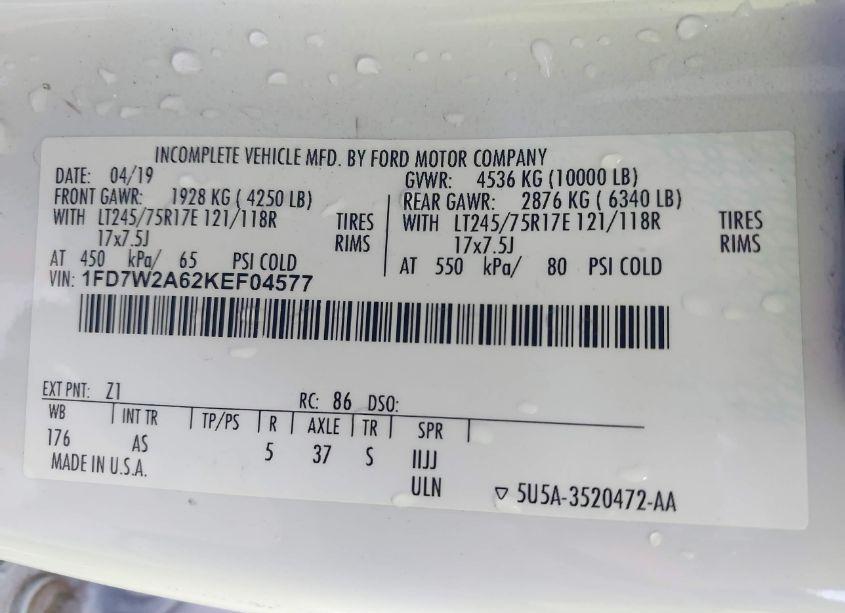 INCOMPLETE VEHICLE MFD. BY FORD MOTOR COMPANY
DATE: 04/19 GVWR: 4536 KG (10000 LB)
FRONT GAWR: 1928 KG ( 4250 LB) REAR GAWR: 2876 KG ( 6340 LB)
WITH LT245/75R17E 121/118R TIRES WITH LT245/75R17E 121/118R TIRES
17x7.5J RIMS 17x7.5J RIMS
AT 450 kPa/ 65 PSI COLD AT 550 kPa/ 80 PSI COLD
VIN: 1FD7W2A62KEF04577
EXT PNT: Z1 RC: 86 DSO:
WB INT TR TP/PS R AXLE TR SPR
176 AS 5 37 S IIJJ
MADE IN U.S.A. ULN ▽ 5U5A-3520472-AA